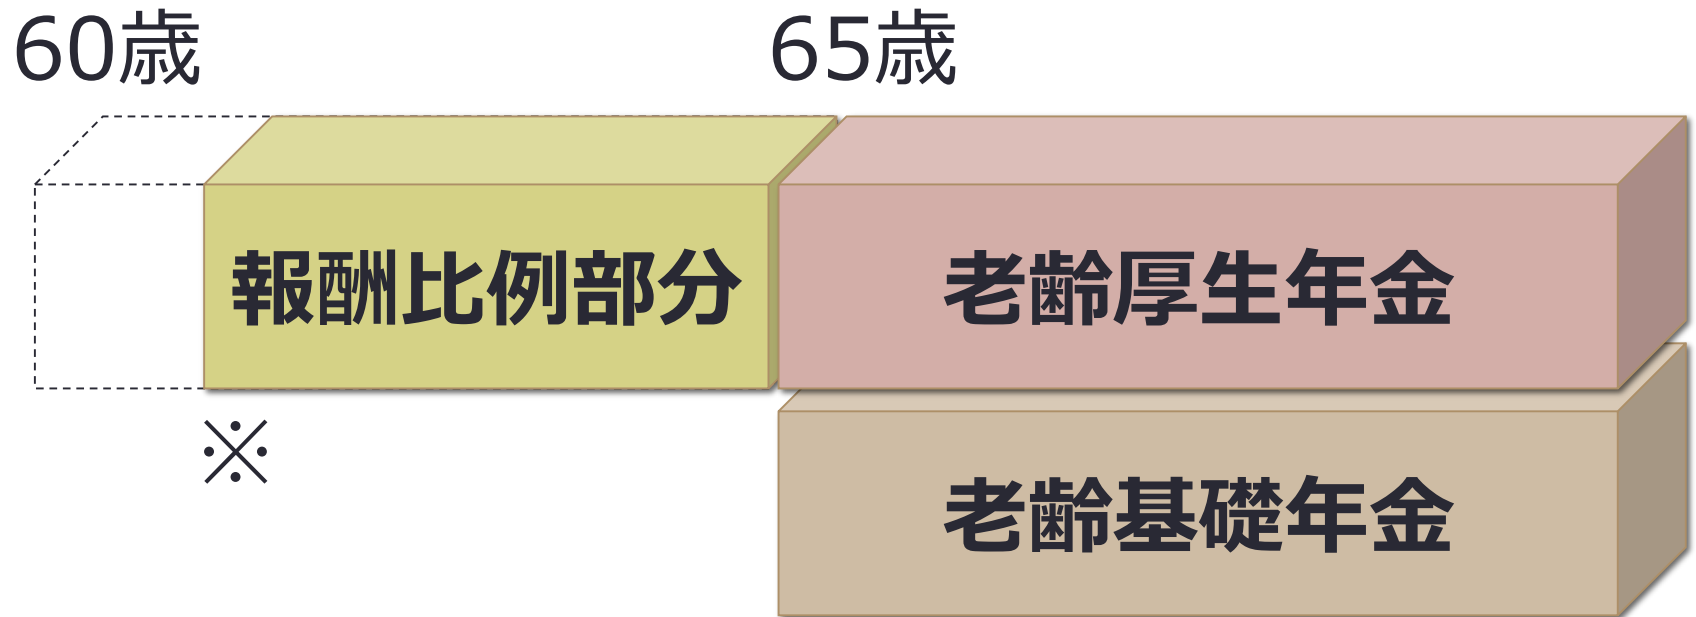 60歳
65歳
報酬比例部分
老齢厚生年金
※
老齢基礎年金